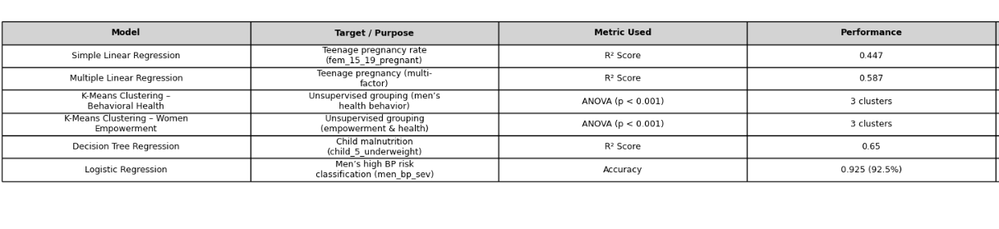 Model Target / Purpose Metric Used Performance
Simple Linear Regression Teenage pregnancy rate (fem_15_19_pregnant) R² Score 0.447
Multiple Linear Regression Teenage pregnancy (multi-factor) R² Score 0.587
K-Means Clustering – Behavioral Health Unsupervised grouping (men’s health behavior) ANOVA (p < 0.001) 3 clusters
K-Means Clustering – Women Empowerment Unsupervised grouping (empowerment & health) ANOVA (p < 0.001) 3 clusters
Decision Tree Regression Child malnutrition (child_5_underweight) R² Score 0.65
Logistic Regression Men’s high BP risk classification (men_bp_sev) Accuracy 0.925 (92.5%)